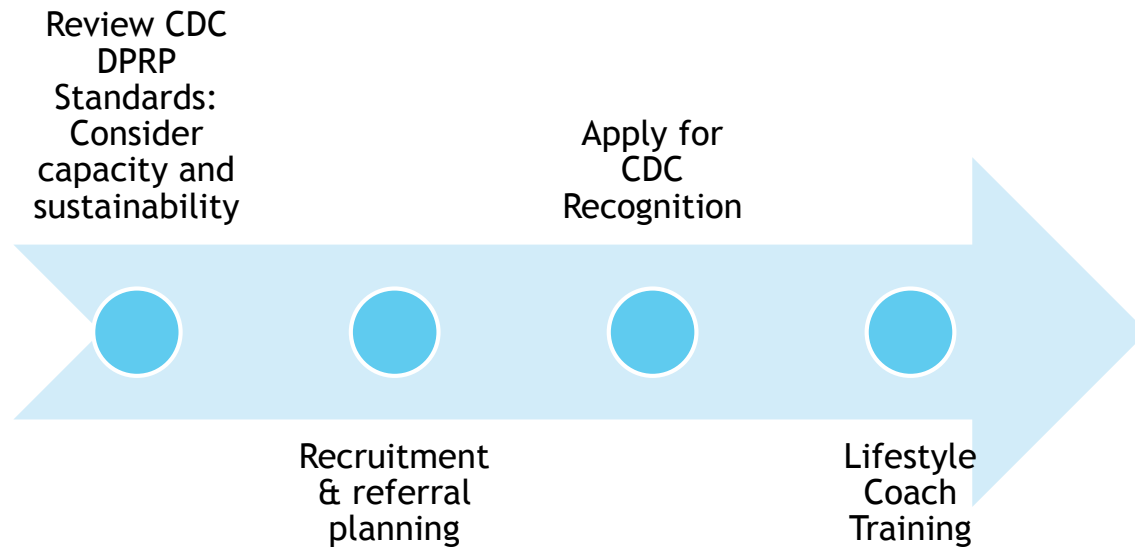 Review CDC
DPRP
Standards:
Consider
capacity and
sustainability
Recruitment
& referral
planning
Apply for
CDC
Recognition
Lifestyle
Coach
Training